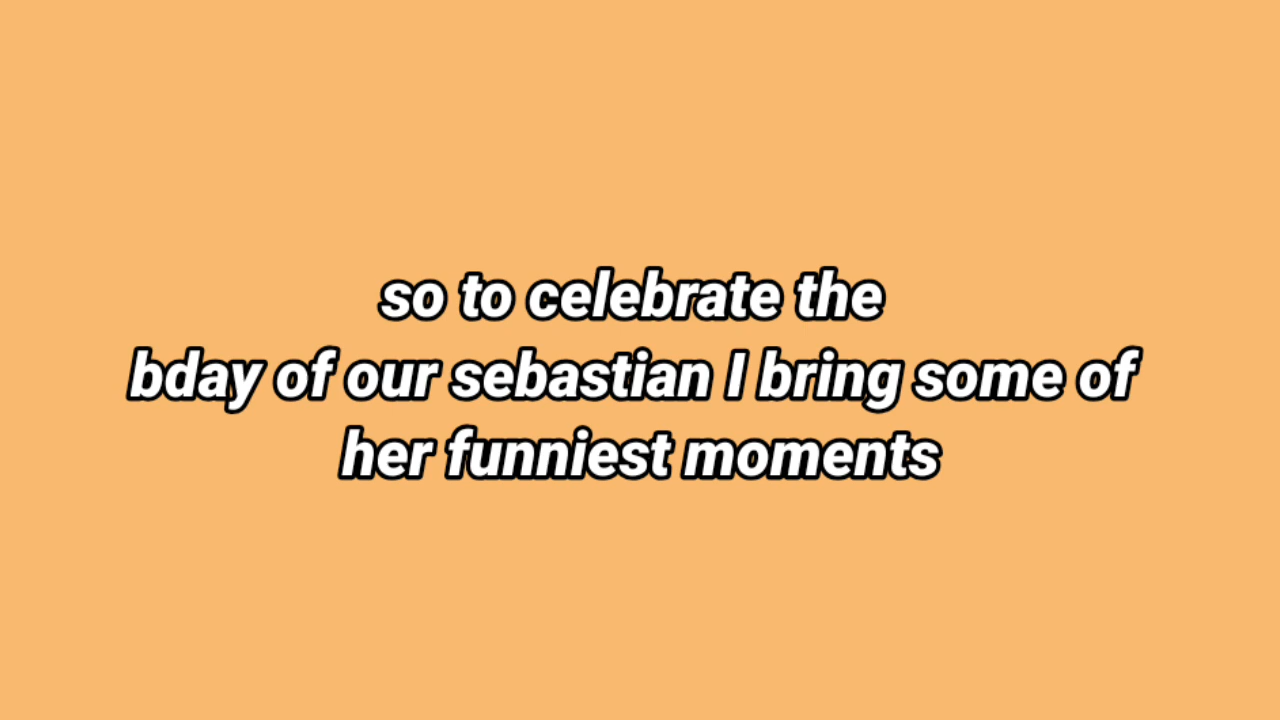 so to celebrate the
bday of our sebastian I bring some of
her funniest moments